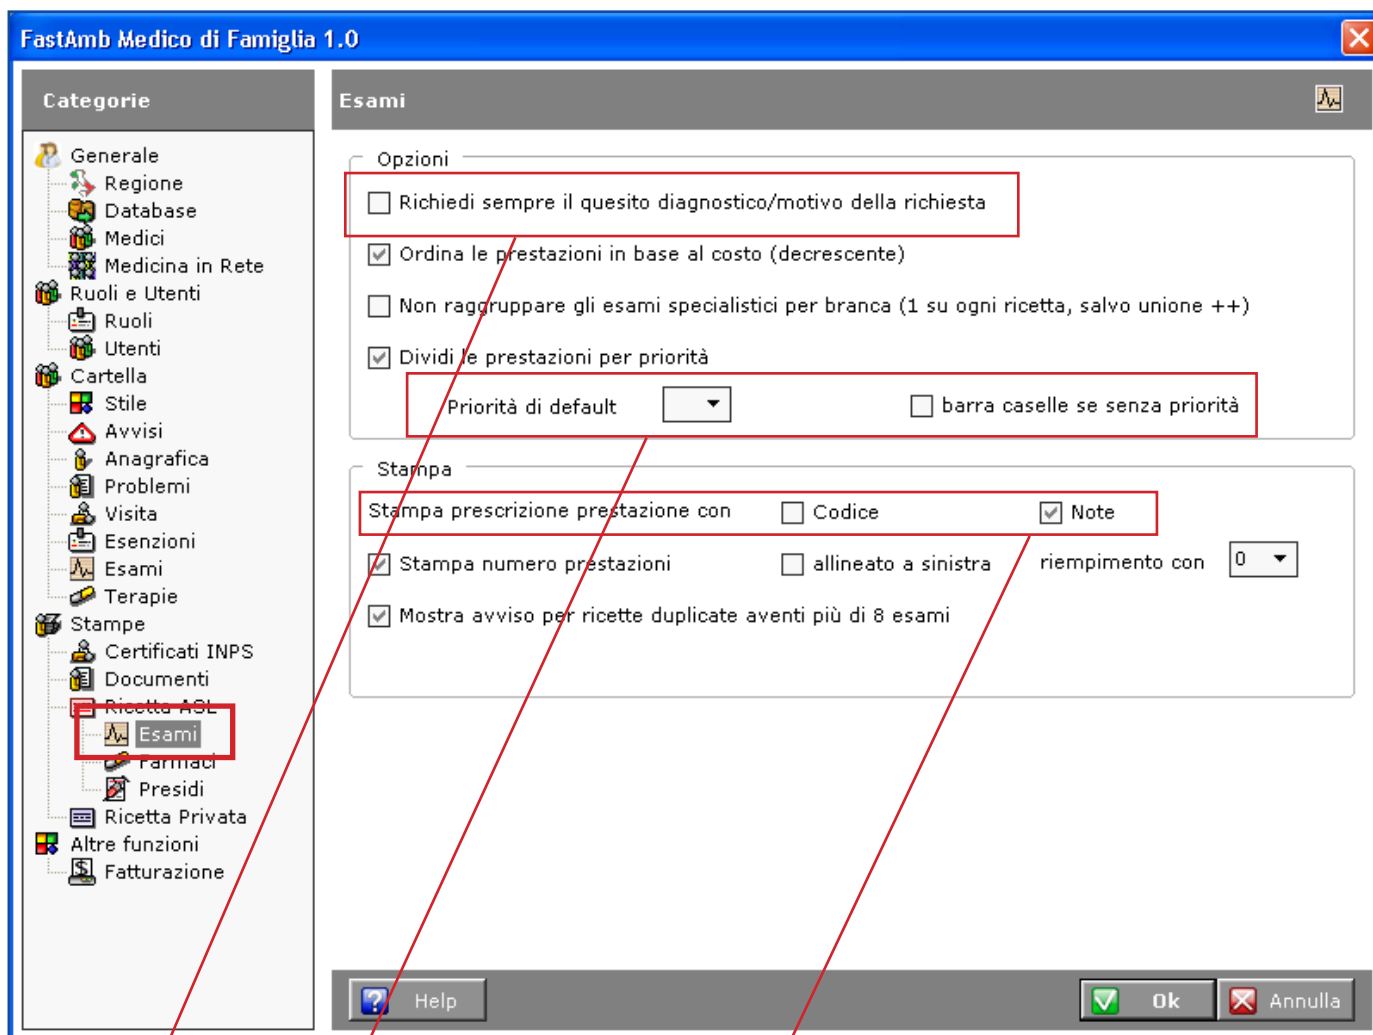 FastAmb Medico di Famiglia 1.0
Categorie
Generale
Regione
Database
Medici
Medicina in Rete
Ruoli e Utenti
Ruoli
Utenti
Cartella
Stile
Avvisi
Anagrafica
Problemi
Visita
Esenzioni
Esami
Terapie
Stampe
Certificati INPS
Documenti
Ricetta ASL
Esami
Farmaci
Presidi
Ricetta Privata
Altre funzioni
Fatturazione
Esami
Opzioni
Richiedi sempre il quesito diagnostico/motivo della richiesta
Ordina le prestazioni in base al costo (decrescente)
Non raggruppare gli esami specialistici per branca (1 su ogni ricetta, salvo unione ++)
Dividi le prestazioni per priorità
Priorità di default barra caselle se senza priorità
Stampa
Stampa prescrizione prestazione con Codice Note
Stampa numero prestazioni allineato a sinistra riempimento con 0
Mostra avviso per ricette duplicate aventi più di 8 esami
Help Ok Annulla